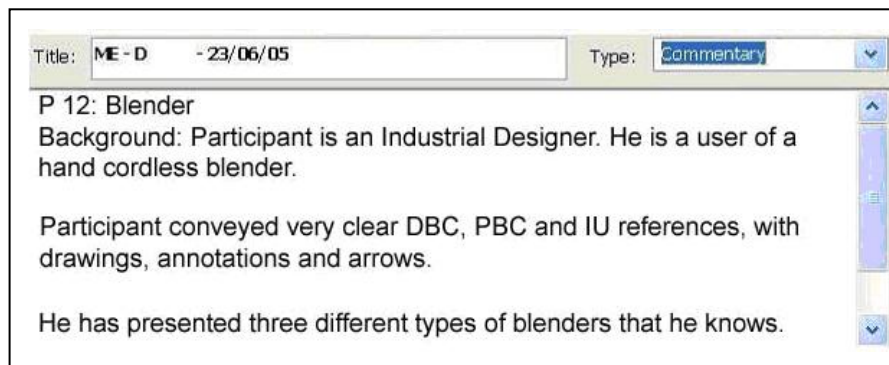 Title: ME - D - 23/06/05 Type: Commentary
P 12: Blender
Background: Participant is an Industrial Designer. He is a user of a
hand cordless blender.
Participant conveyed very clear DBC, PBC and IU references, with
drawings, annotations and arrows.
He has presented three different types of blenders that he knows.